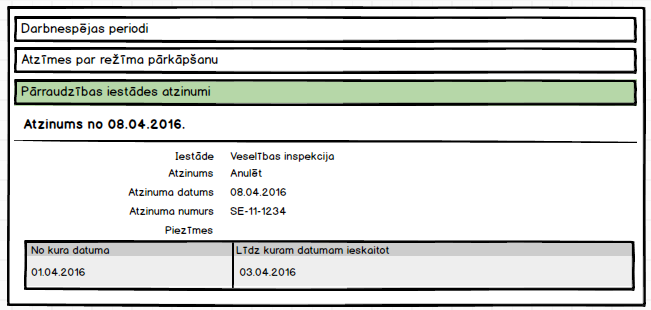 Darbnespējas periodi
Atzīmes par režīma pārkāpšanu
Pārraudzības iestādes atzinumi
Atzinums no 08.04.2016.
Iestāde Veselības inspekcija
Atzinums Anulēt
Atzinuma datums 08.04.2016
Atzinuma numurs SE-11-1234
Piezīmes
No kura datuma Līdz kuram datumam ieskaitot
01.04.2016 03.04.2016